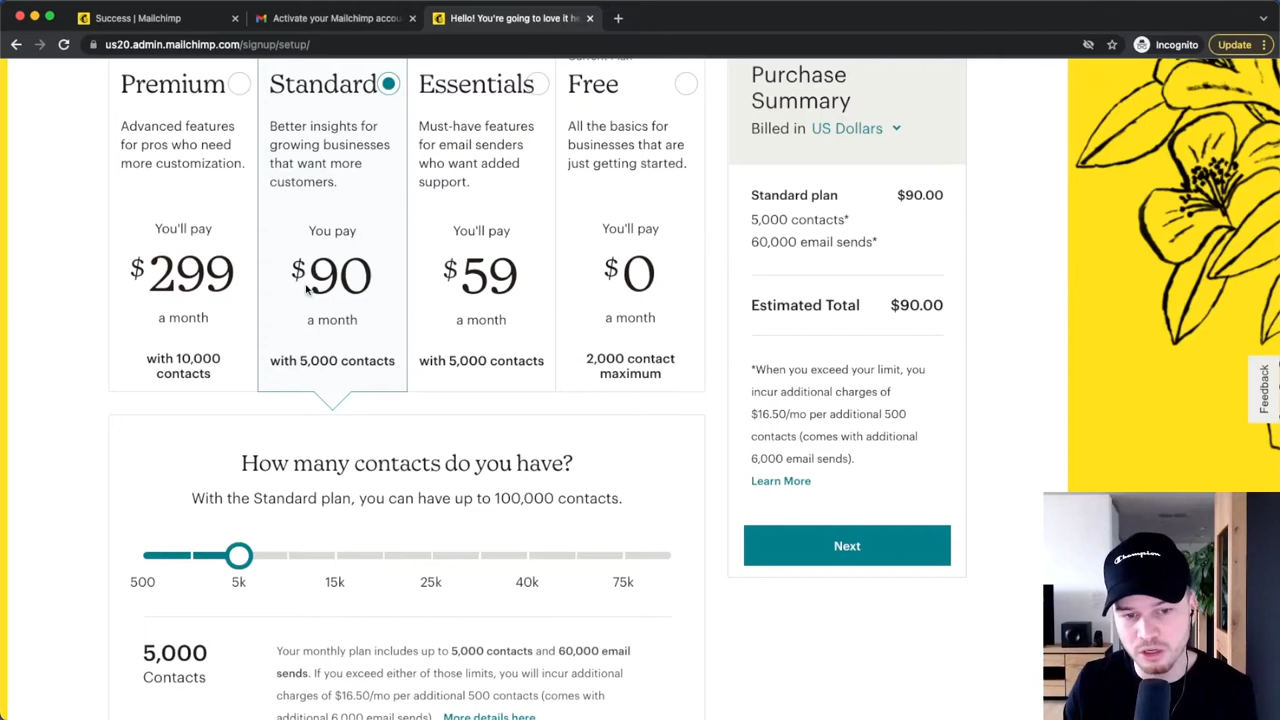 Success | Mailchimp
Activate your Mailchimp accou
Hello! You're going to love it he
us20.admin.mailchimp.com/signup/setup/
Incognito
Update
Premium
Advanced features
for pros who need
more customization.
You'll pay
$299
a month
with 10,000
contacts
Standard
Better insights for
growing businesses
that want more
customers.
You pay
$90
a month
with 5,000 contacts
Essentials
Must-have features
for email senders
who want added
support.
You'll pay
$59
a month
with 5,000 contacts
Free
All the basics for
businesses that are
just getting started.
You'll pay
$0
a month
2,000 contact
maximum
How many contacts do you have?
With the Standard plan, you can have up to 100,000 contacts.
500 5k 15k 25k 40k 75k
5,000
Contacts
Your monthly plan includes up to 5,000 contacts and 60,000 email
sends. If you exceed either of those limits, you will incur additional
charges of $16.50/mo per additional 500 contacts (comes with
additional 6,000 email sends). More details here
Purchase
Summary
Billed in US Dollars
Standard plan $90.00
5,000 contacts*
60,000 email sends*
Estimated Total $90.00
*When you exceed your limit, you
incur additional charges of
$16.50/mo per additional 500
contacts (comes with additional
6,000 email sends).
Learn More
Next
Feedback
Champion